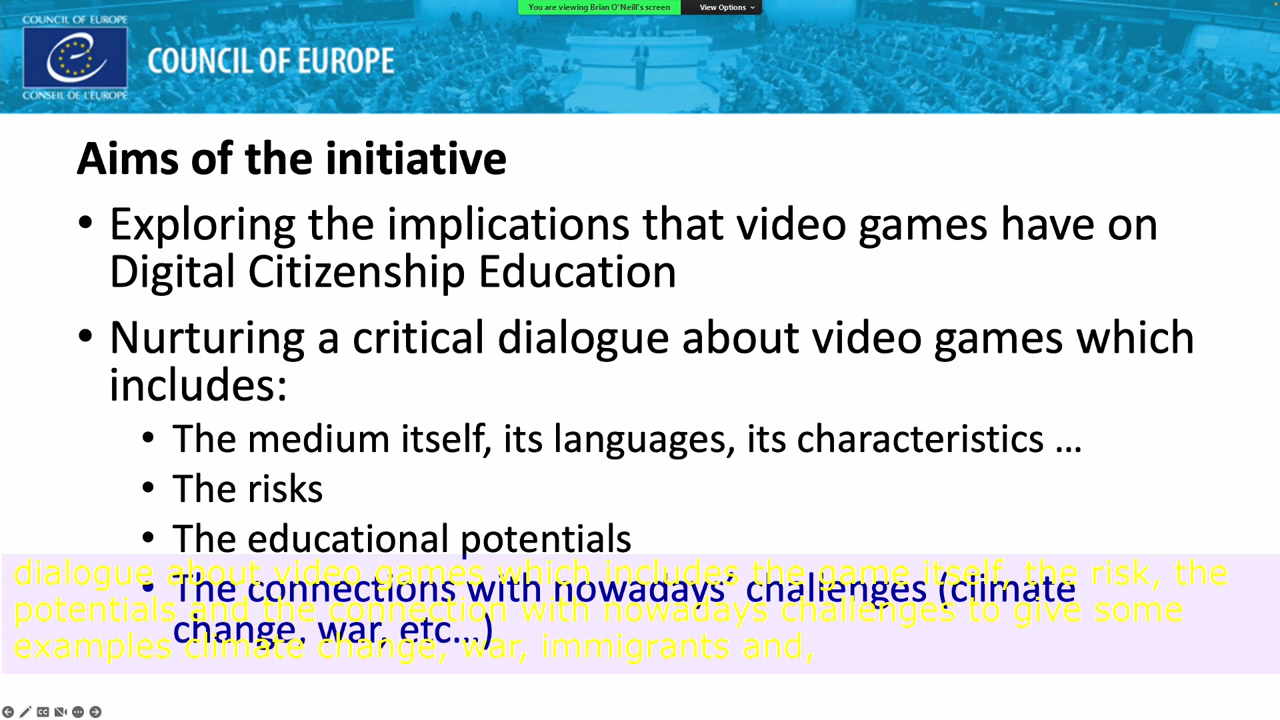 You are viewing Brian O'Neill's screen
View Options
COUNCIL OF EUROPE
CONSEIL DE L'EUROPE
COUNCIL OF EUROPE
Aims of the initiative
• Exploring the implications that video games have on
Digital Citizenship Education
• Nurturing a critical dialogue about video games which
includes:
• The medium itself, its languages, its characteristics …
• The risks
• The educational potentials
• The connections with nowadays' challenges (climate
change, war, etc…)
dialogue about video games which includes the game itself, the risk, the
potentials and the connection with nowadays challenges to give some
examples climate change, war, immigrants and,